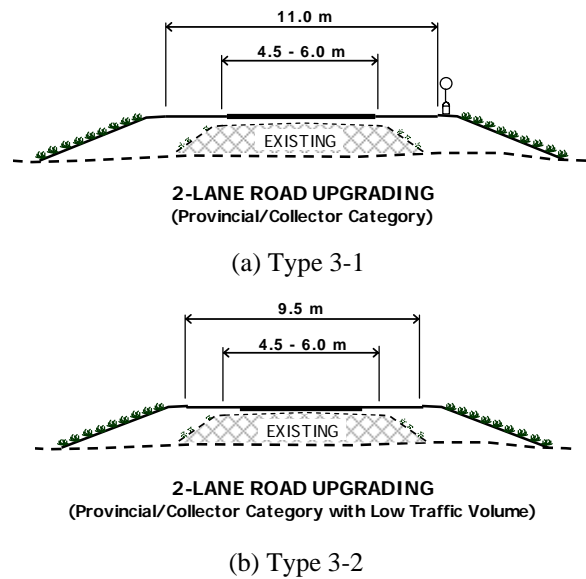 11.0 m
4.5 - 6.0 m
EXISTING
2-LANE ROAD UPGRADING
(Provincial/Collector Category)
(a) Type 3-1
9.5 m
4.5 - 6.0 m
EXISTING
2-LANE ROAD UPGRADING
(Provincial/Collector Category with Low Traffic Volume)
(b) Type 3-2